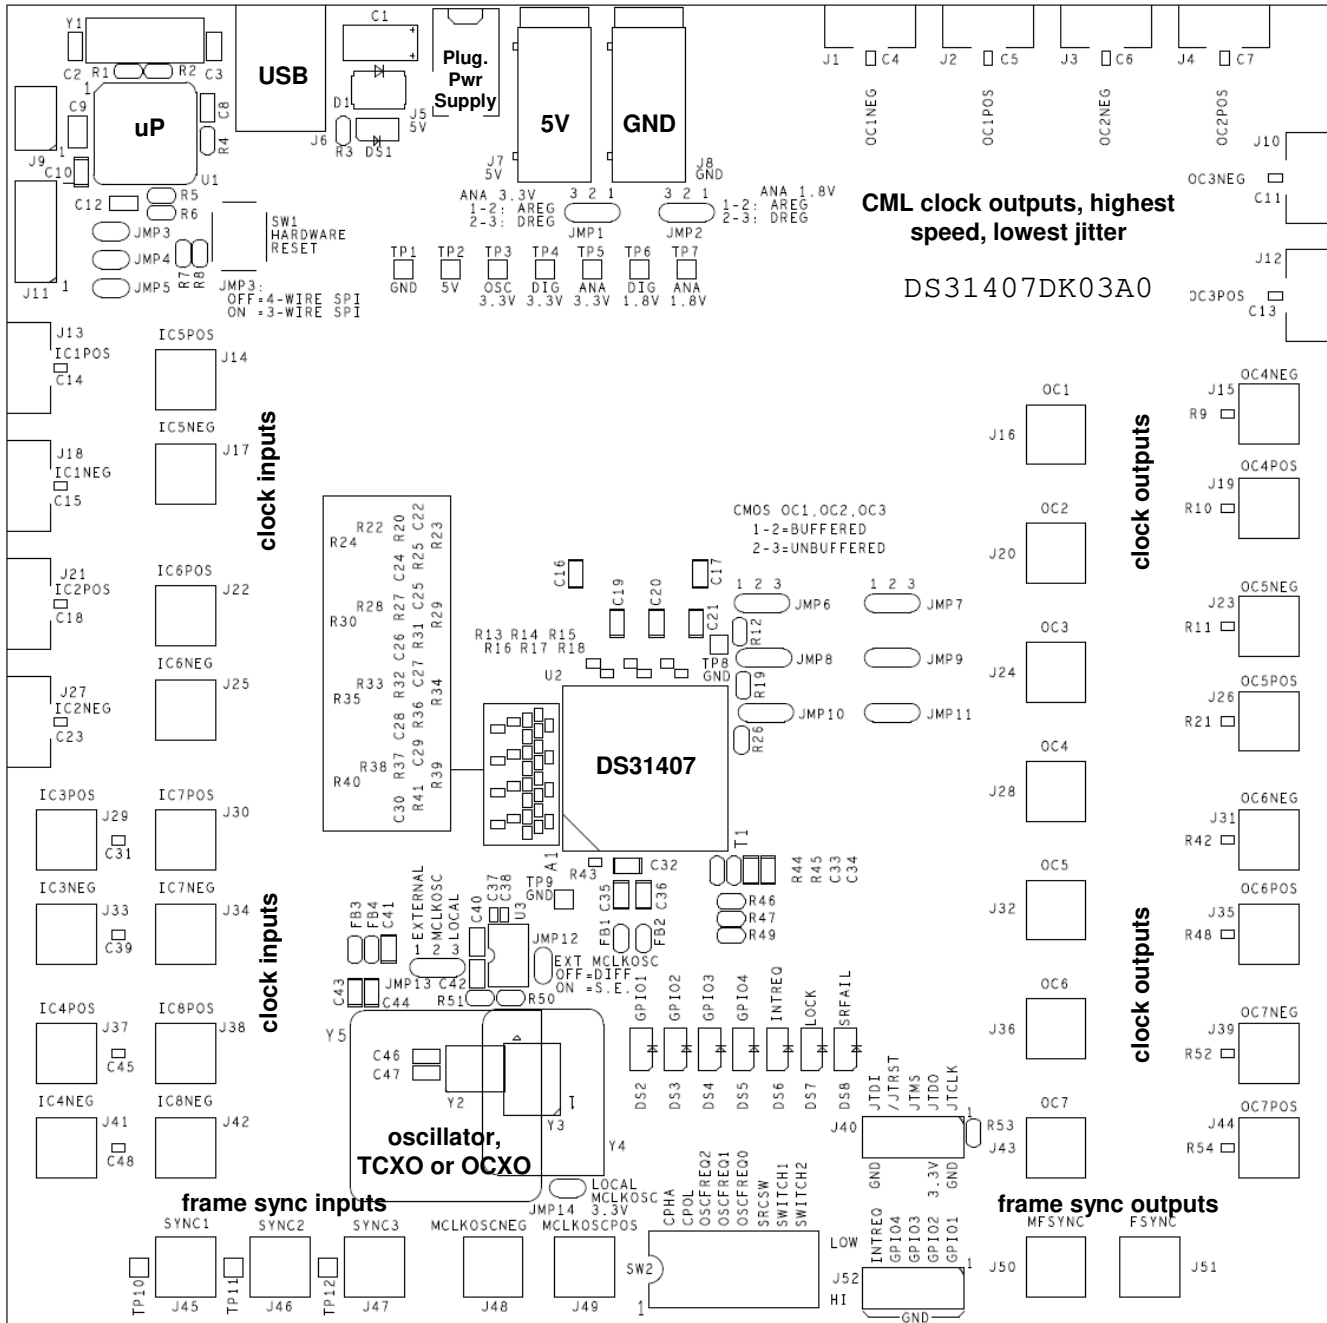 Y1
C2
R1
R2
C3
1
C9
uP
C8
R4
J9
1
C10
U1
C12
R5
R6
JMP3
JMP4
JMP5
R7
R8
J11
1
USB
J6
C1
+
+
D1
R3
DS1
J5
5V
Plug.
Pwr
Supply
5V
GND
J7
5V
J8
GND
SW1
HARDWARE
RESET
JMP3:
OFF=4-WIRE SPI
ON =3-WIRE SPI
ANA 3.3V
1-2: AREG
2-3: DREG
3 2 1
JMP1
3 2 1
JMP2
ANA 1.8V
1-2: AREG
2-3: DREG
TP1
GND
TP2
5V
TP3
OSC
3.3V
TP4
DIG
3.3V
TP5
ANA
3.3V
TP6
DIG
1.8V
TP7
ANA
1.8V
J1
C4
OC1NEG
J2
C5
OC1POS
J3
C6
OC2NEG
J4
C7
OC2POS
J10
OC3NEG
C11
J12
OC3POS
C13
CML clock outputs, highest
speed, lowest jitter
DS31407DK03A0
J13
IC1POS
C14
IC5POS
J14
J18
IC1NEG
C15
IC5NEG
J17
clock inputs
J21
IC2POS
C18
IC6POS
J22
J27
IC2NEG
C23
IC6NEG
J25
R22
R24
R20
C22
C24
R25
R23
R28
R30
R27
C25
C26
R31
R29
R33
R35
R32
C27
C28
R36
R34
R38
R40
R37
C29
C30
R41
R39
C16
C19
C20
C17
C21
R13 R14 R15
R16 R17 R18
U2
TP8
GND
CMOS OC1,OC2,OC3
1-2=BUFFERED
2-3=UNBUFFERED
1 2 3
JMP6
1 2 3
JMP7
R12
JMP8
JMP9
R19
JMP10
JMP11
R26
DS31407
A1
T1
OC1
J16
OC2
J20
OC3
J24
OC4
J28
OC5
J32
OC6
J36
OC7
J43
clock outputs
OC4NEG
J15
R9
OC4POS
J19
R10
OC5NEG
J23
R11
OC5POS
J26
R21
OC6NEG
J31
R42
OC6POS
J35
R48
clock outputs
OC7NEG
J39
R52
OC7POS
J44
R54
IC3POS
J29
C31
IC7POS
J30
IC3NEG
J33
C39
IC7NEG
J34
clock inputs
IC4POS
J37
C45
IC8POS
J38
IC4NEG
J41
C48
IC8NEG
J42
FB3
FB4
C41
EXTERNAL
MCLKOSC
LOCAL
1 2 3
JMP13
C40
C42
C37
C38
U3
TP9
GND
R43
C32
C35
C36
FB1
FB2
R44
R45
C33
C34
R46
R47
R49
JMP12
EXT MCLKOSC
OFF=DIFF
ON =S.E.
C43
C44
R51
R50
Y5
C46
C47
Y2
1
Y3
Y4
oscillator,
TCXO or OCXO
GPIO1
GPIO2
GPIO3
GPIO4
INTREQ
LOCK
SRFAIL
DS2
DS3
DS4
DS5
DS6
DS7
DS8
JTDI
/JTRST
JTMS
JTDO
JTCLK
1
J40
R53
GND
3.3V
GND
JMP14
LOCAL
MCLKOSC
3.3V
frame sync inputs
SYNC1
TP10
J45
SYNC2
TP11
J46
SYNC3
TP12
J47
MCLKOSCNEG
J48
MCLKOSCPOS
J49
CPHA
CPOL
OSCFREQ2
OSCFREQ1
OSCFREQ0
SRCSW
SWITCH1
SWITCH2
SW2
1
LOW
HI
INTREQ
GPIO4
GPIO3
GPIO2
GPIO1
J52
1
GND
frame sync outputs
MFSYNC
J50
FSYNC
J51